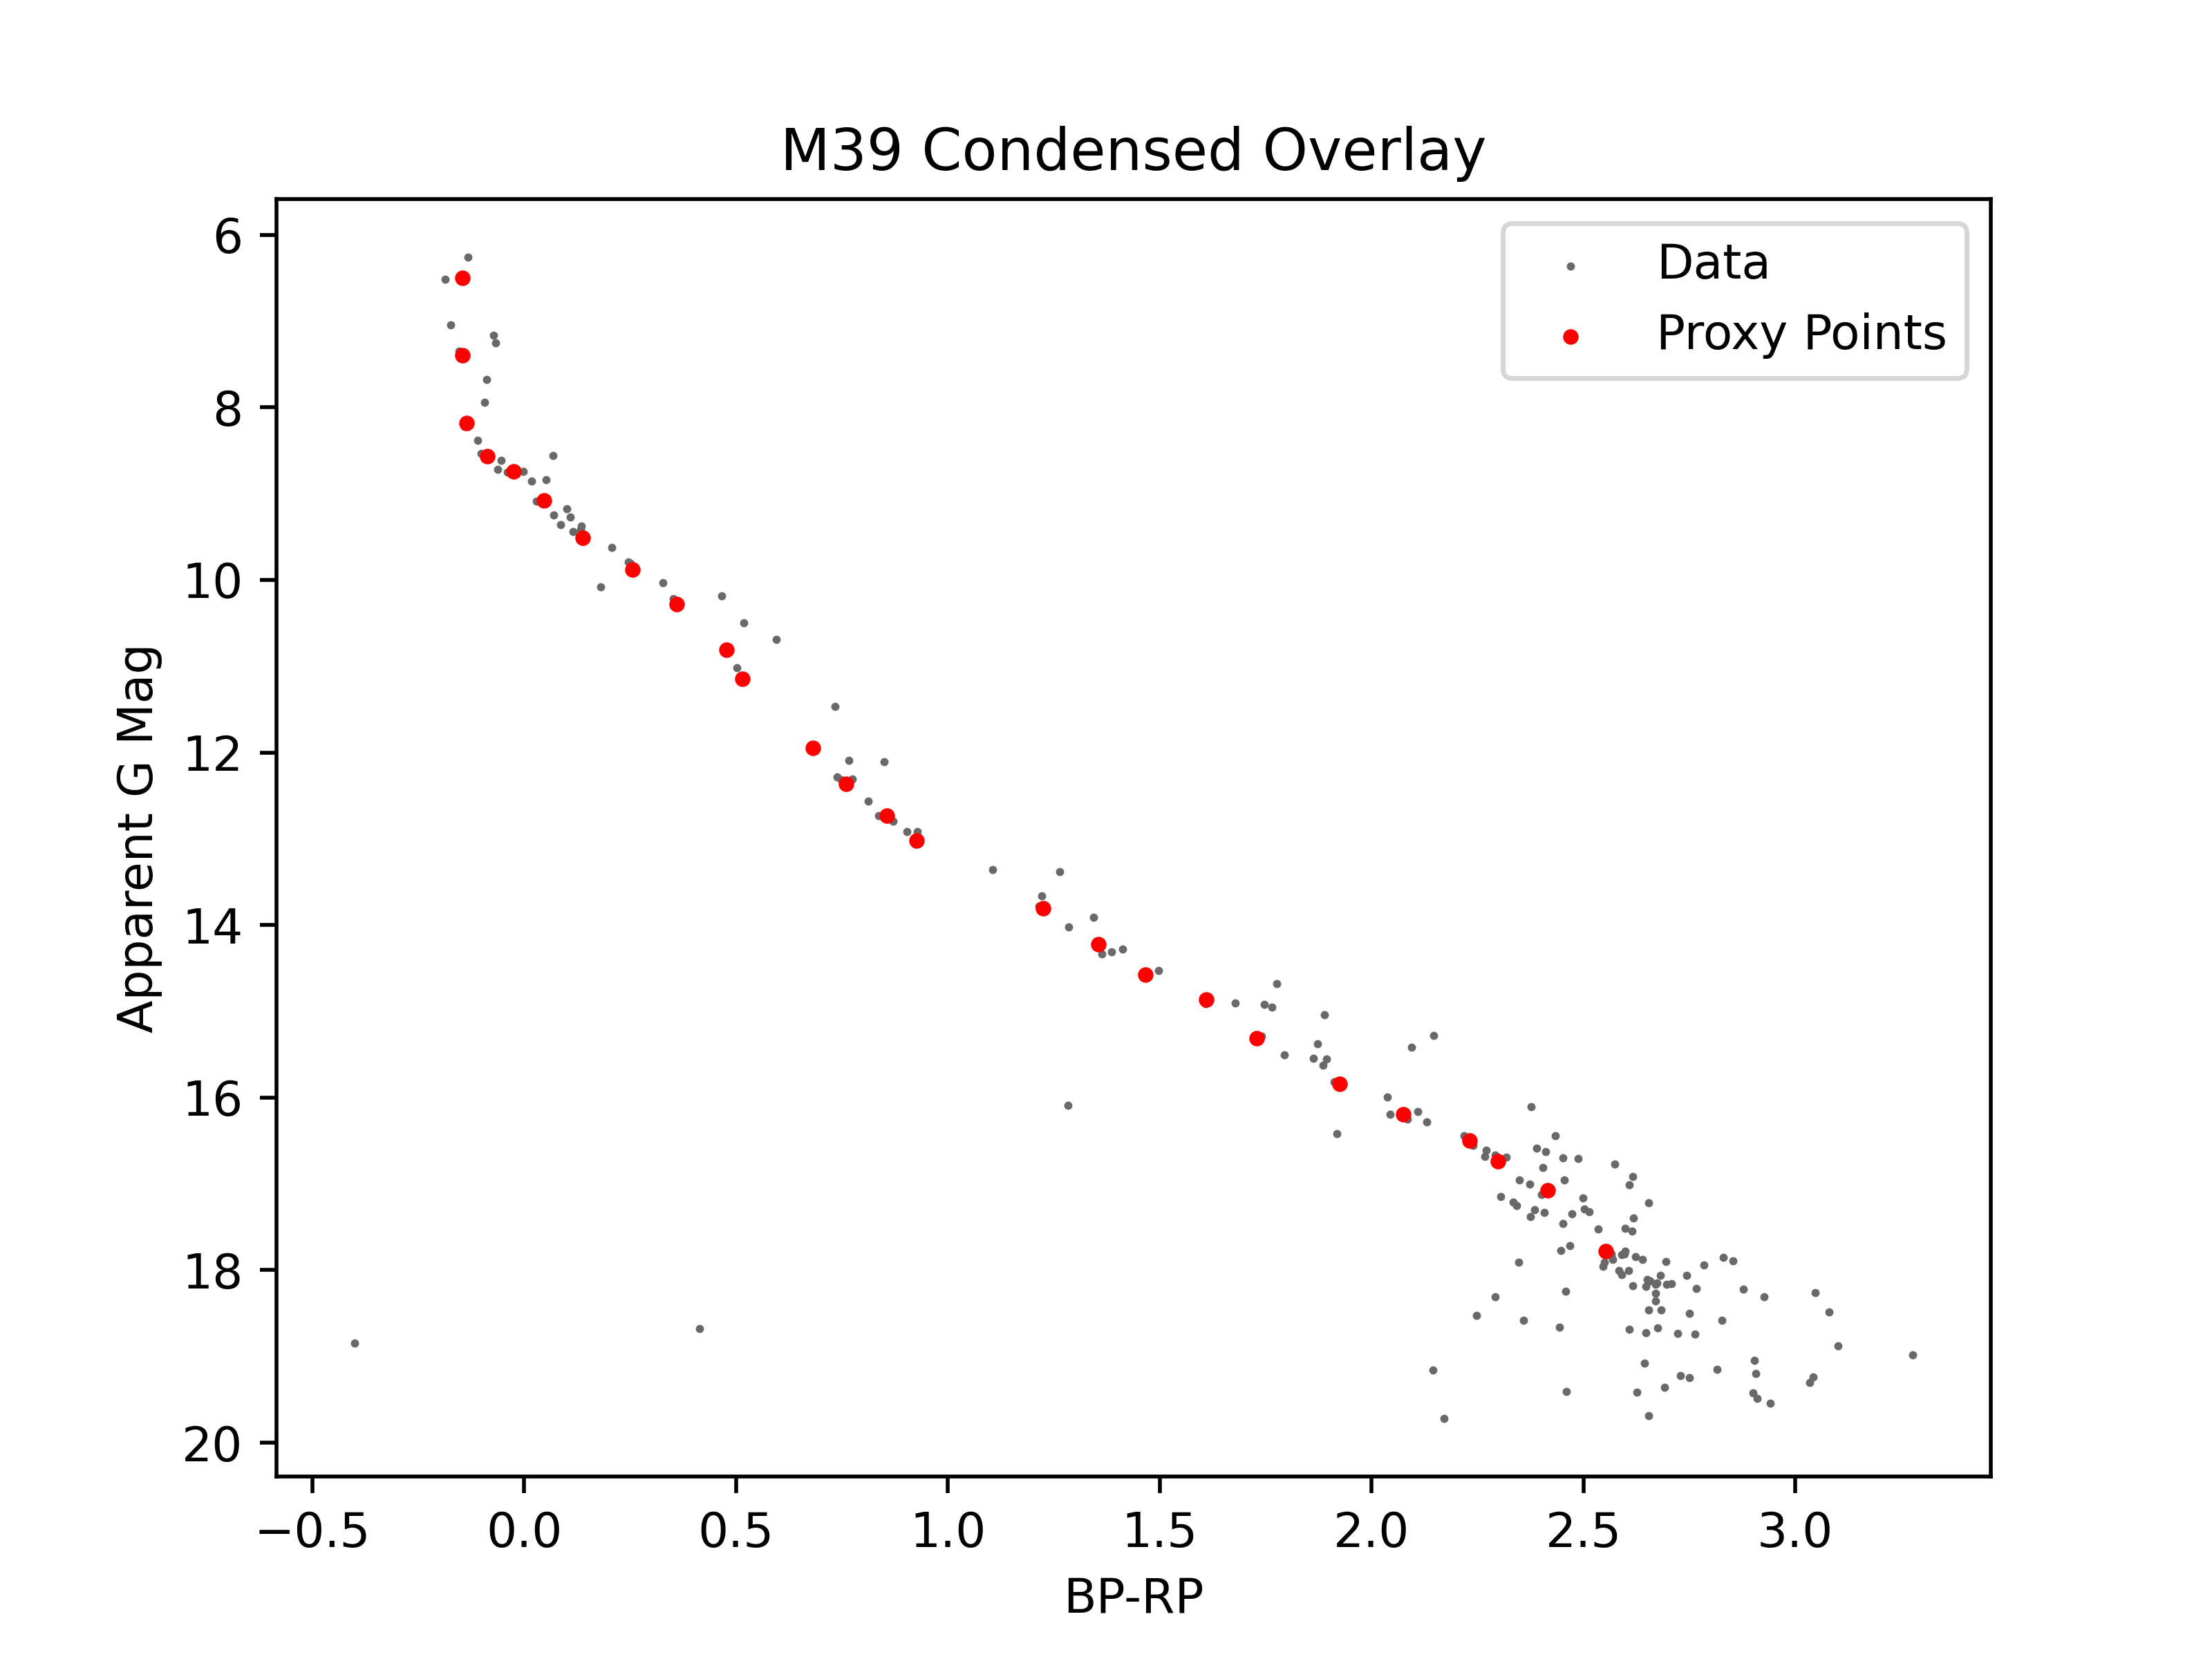 M39 Condensed Overlay
Data
Proxy Points
Apparent G Mag
6
8
10
12
14
16
18
20
−0.5 0.0 0.5 1.0 1.5 2.0 2.5 3.0
BP-RP